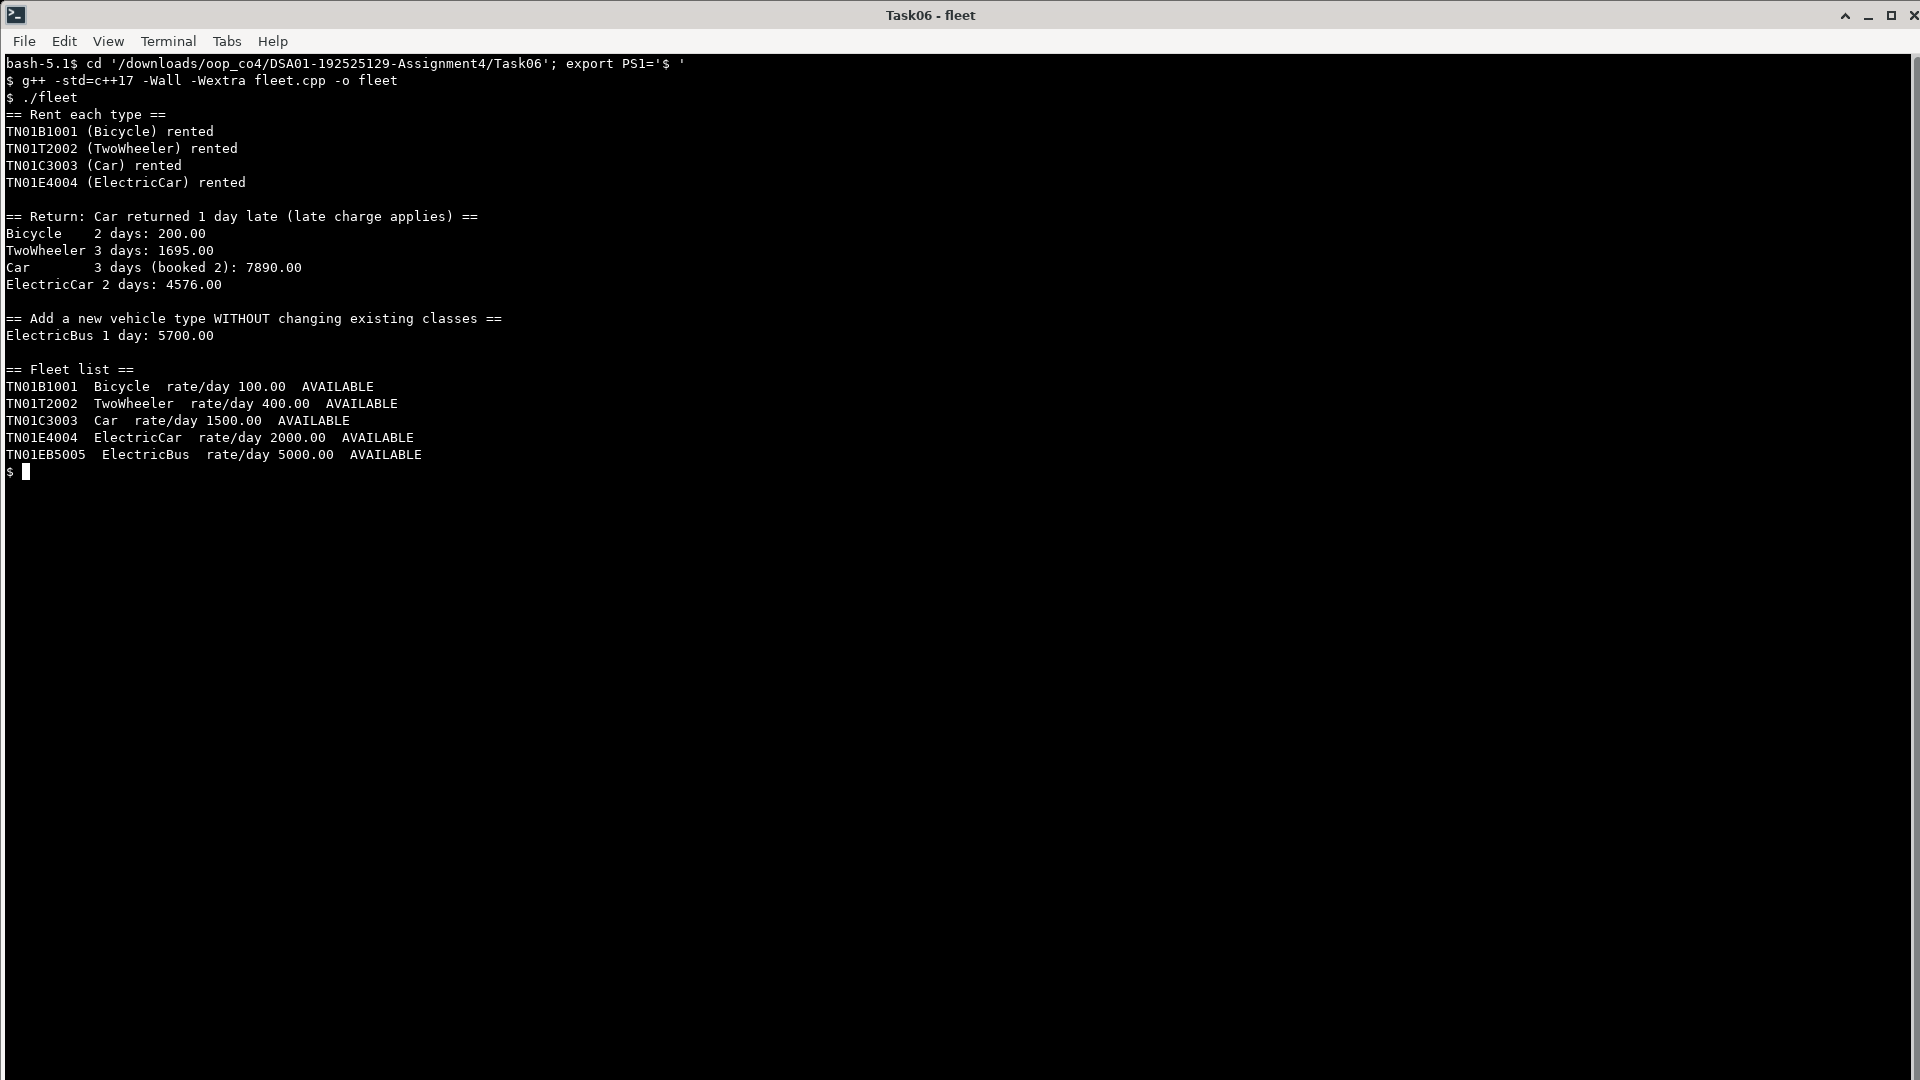 Task06 - fleet
File Edit View Terminal Tabs Help
bash-5.1$ cd '/downloads/oop_co4/DSA01-192525129-Assignment4/Task06'; export PS1='$ '
$ g++ -std=c++17 -Wall -Wextra fleet.cpp -o fleet
$ ./fleet
== Rent each type ==
TN01B1001 (Bicycle) rented
TN01T2002 (TwoWheeler) rented
TN01C3003 (Car) rented
TN01E4004 (ElectricCar) rented

== Return: Car returned 1 day late (late charge applies) ==
Bicycle    2 days: 200.00
TwoWheeler 3 days: 1695.00
Car        3 days (booked 2): 7890.00
ElectricCar 2 days: 4576.00

== Add a new vehicle type WITHOUT changing existing classes ==
ElectricBus 1 day: 5700.00

== Fleet list ==
TN01B1001  Bicycle  rate/day 100.00  AVAILABLE
TN01T2002  TwoWheeler  rate/day 400.00  AVAILABLE
TN01C3003  Car  rate/day 1500.00  AVAILABLE
TN01E4004  ElectricCar  rate/day 2000.00  AVAILABLE
TN01EB5005  ElectricBus  rate/day 5000.00  AVAILABLE
$